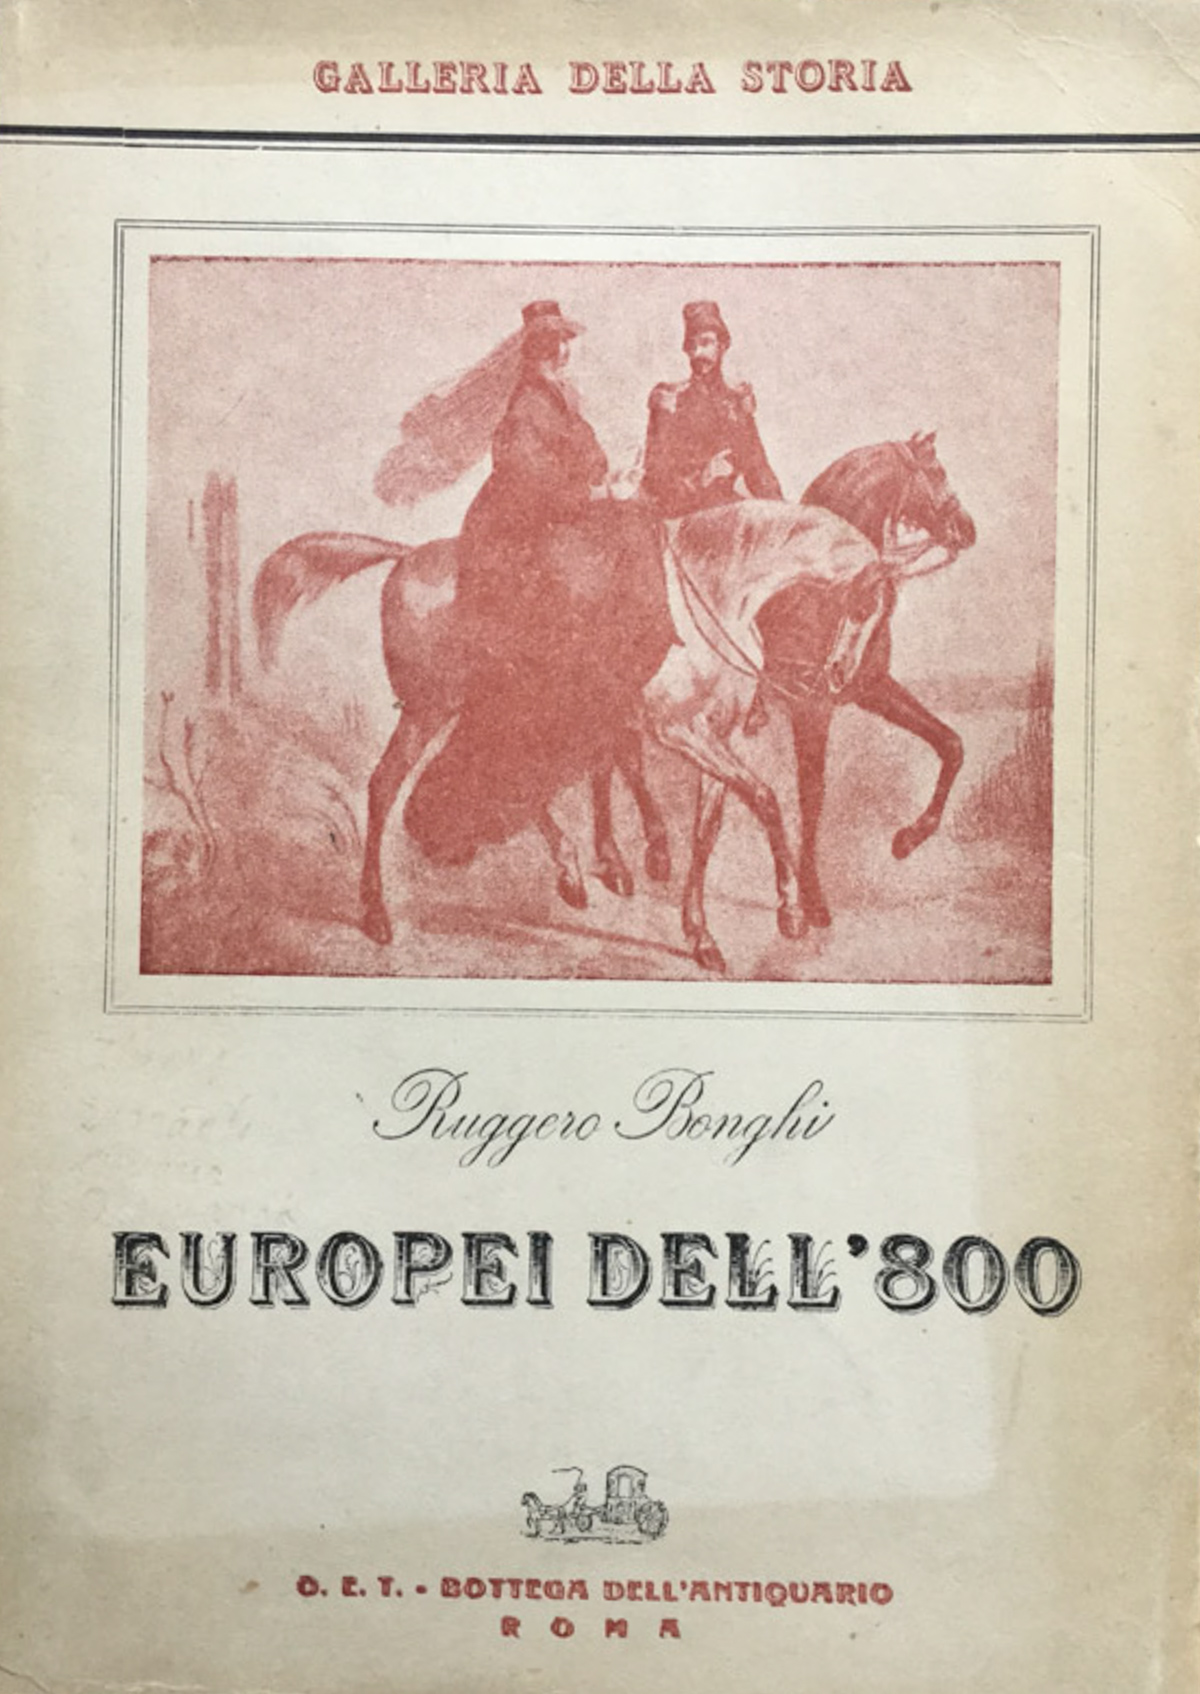 GALLERIA DELLA STORIA
Ruggero Bonghi
EUROPEI DELL'800
O. E. T. - BOTTEGA DELL'ANTIQUARIO
ROMA